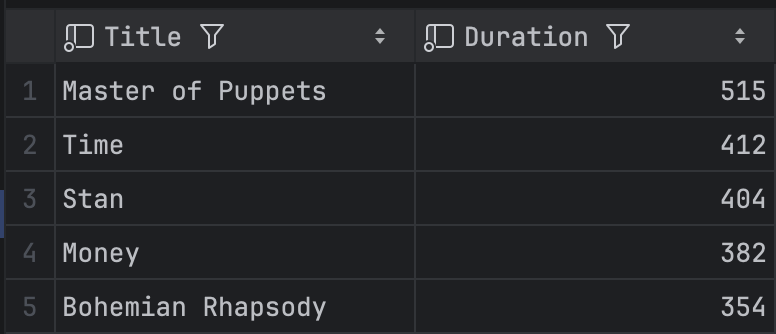 Title Duration
1 Master of Puppets 515
2 Time 412
3 Stan 404
4 Money 382
5 Bohemian Rhapsody 354